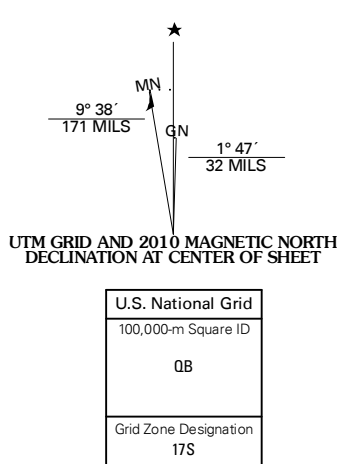 ★
MN
GN
9° 38´
171 MILS
1° 47´
32 MILS
UTM GRID AND 2010 MAGNETIC NORTH
DECLINATION AT CENTER OF SHEET
U.S. National Grid
100,000-m Square ID
QB
Grid Zone Designation
17S